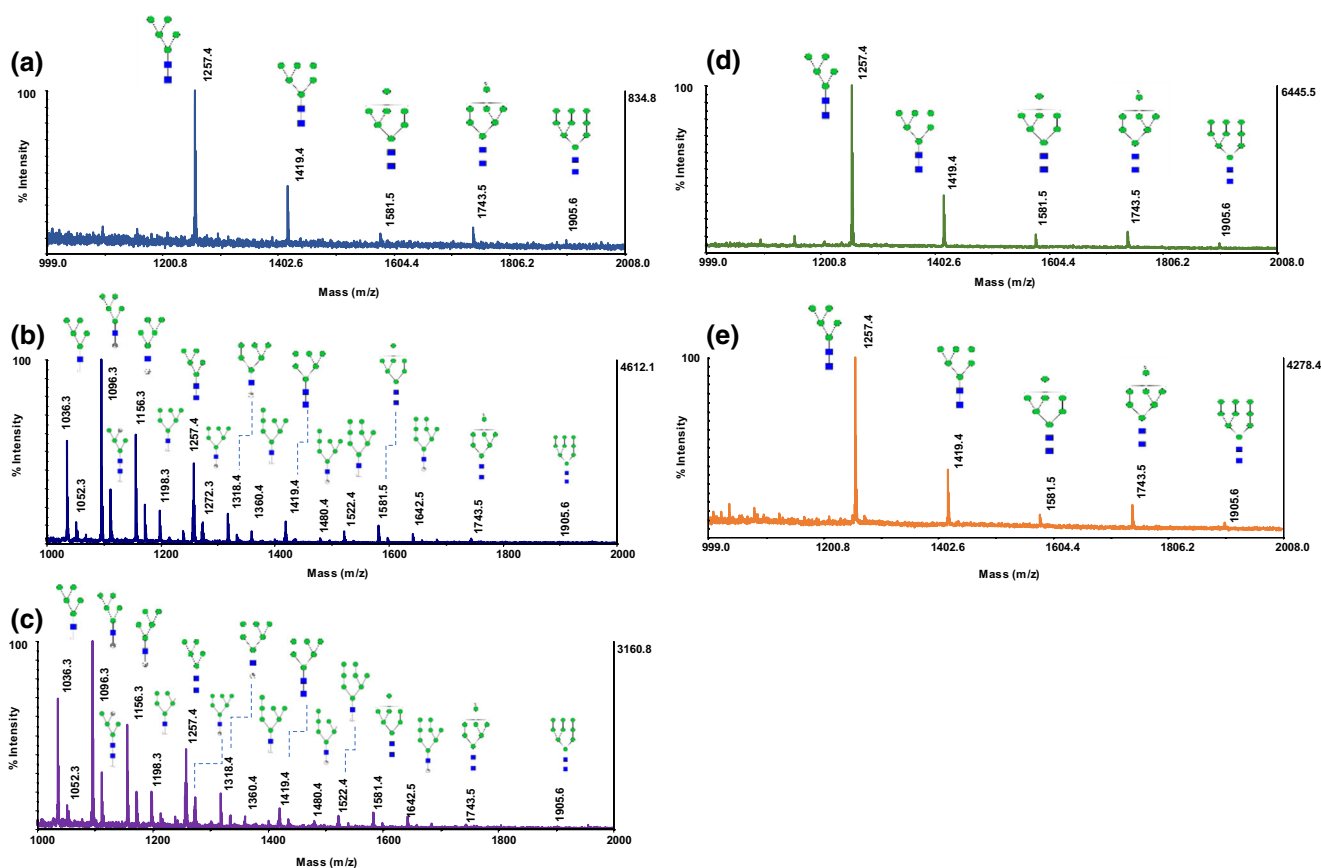 (a)
100
% Intensity
1257.4
1419.4
1581.5
1743.5
1905.6
834.8
999.0 1200.8 1402.6 1604.4 1806.2 2008.0
Mass (m/z)
(b)
100
% Intensity
1036.3
1052.3
1096.3
1156.3
1198.3
1257.4
1272.3
1318.4
1360.4
1419.4
1480.4
1522.4
1581.5
1642.5
1743.5
1905.6
4612.1
1000 1200 1400 1600 1800 2000
Mass (m/z)
(c)
100
% Intensity
1036.3
1052.3
1096.3
1156.3
1198.3
1257.4
1318.4
1360.4
1419.4
1480.4
1522.4
1581.4
1642.5
1743.5
1905.6
3160.8
1000 1200 1400 1600 1800 2000
Mass (m/z)
(d)
100
% Intensity
1257.4
1419.4
1581.5
1743.5
1905.6
6445.5
999.0 1200.8 1402.6 1604.4 1806.2 2008.0
Mass (m/z)
(e)
100
% Intensity
1257.4
1419.4
1581.5
1743.5
1905.6
4278.4
999.0 1200.8 1402.6 1604.4 1806.2 2008.0
Mass (m/z)